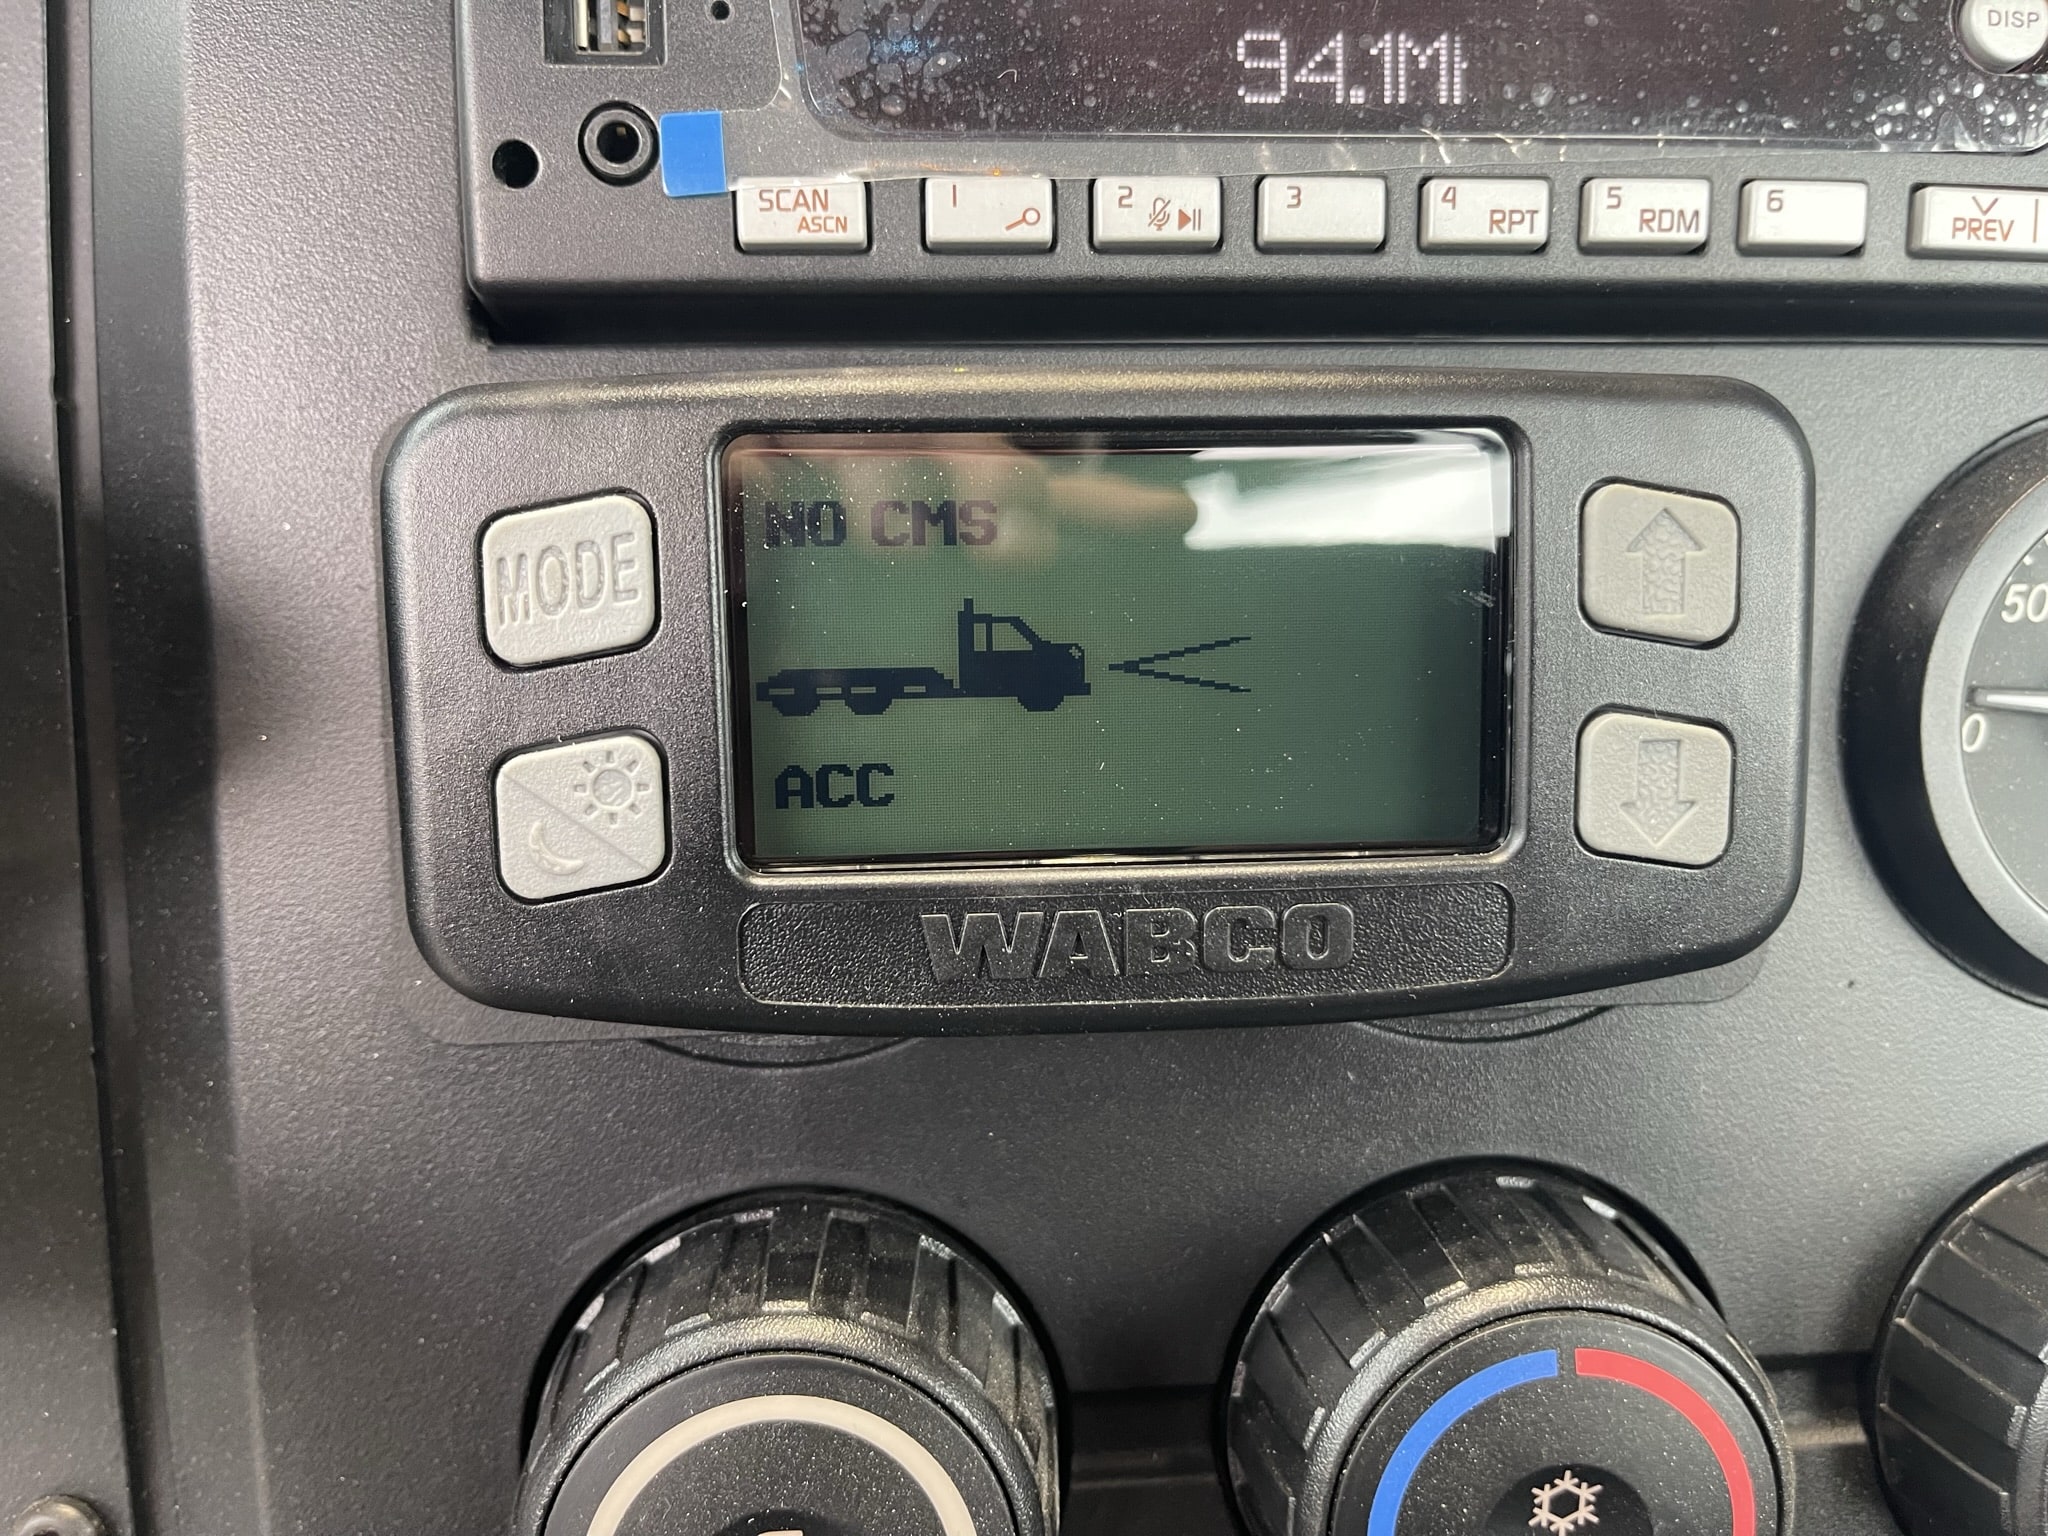 DISP
94.1MH
SCAN
ASCN
1
2
3
4
RPT
5
RDM
6
PREV
MODE
NO CMS
ACC
WABCO
50
0